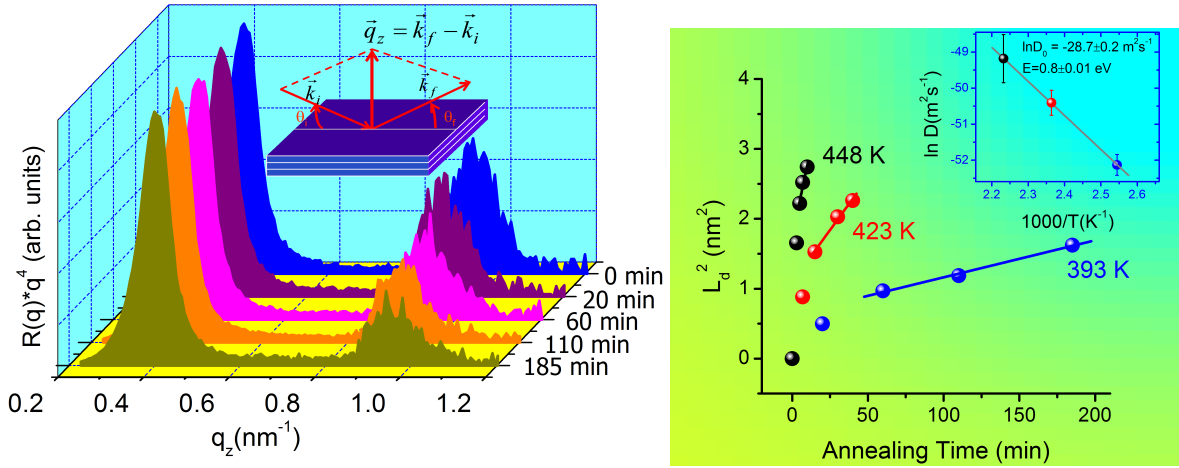 R(q)*q⁴ (arb. units)
q⃗z = k⃗f − k⃗i
k⃗i
k⃗f
θi
θf
0 min
20 min
60 min
110 min
185 min
0.2 0.4 0.6 0.8 1.0 1.2
qz(nm⁻¹)
Ld² (nm²)
4
3
2
1
0
448 K
423 K
393 K
0 50 100 150 200
Annealing Time (min)
ln D(m²s⁻¹)
-49
-50
-51
-52
lnD₀ = -28.7±0.2 m²s⁻¹
E=0.8±0.01 eV
2.2 2.3 2.4 2.5 2.6
1000/T(K⁻¹)